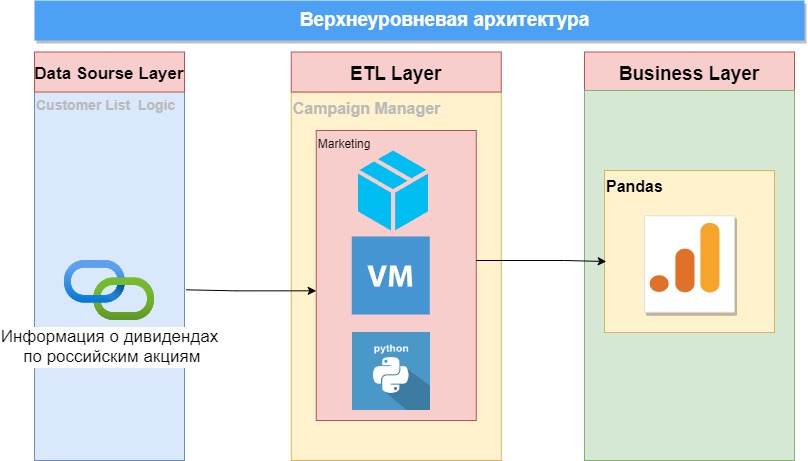 Верхнеуровневая архитектура
Data Sourse Layer
ETL Layer
Business Layer
Customer List Logic
Campaign Manager
Marketing
VM
python
Pandas
Информация о дивидендах
по российским акциям